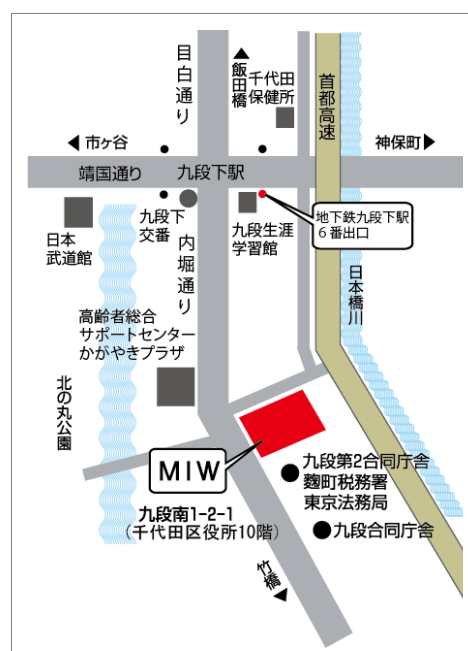 目白通り
飯田橋
千代田
保健所
首都高速
市ヶ谷
神保町
靖国通り
九段下駅
日本
武道館
九段下
交番
内堀通り
九段生涯
学習館
地下鉄九段下駅
6番出口
日本橋川
高齢者総合
サポートセンター
かがやきプラザ
北の丸公園
MIW
九段第2合同庁舎
麴町税務署
東京法務局
九段南1-2-1
(千代田区役所10階)
九段合同庁舎
竹橋